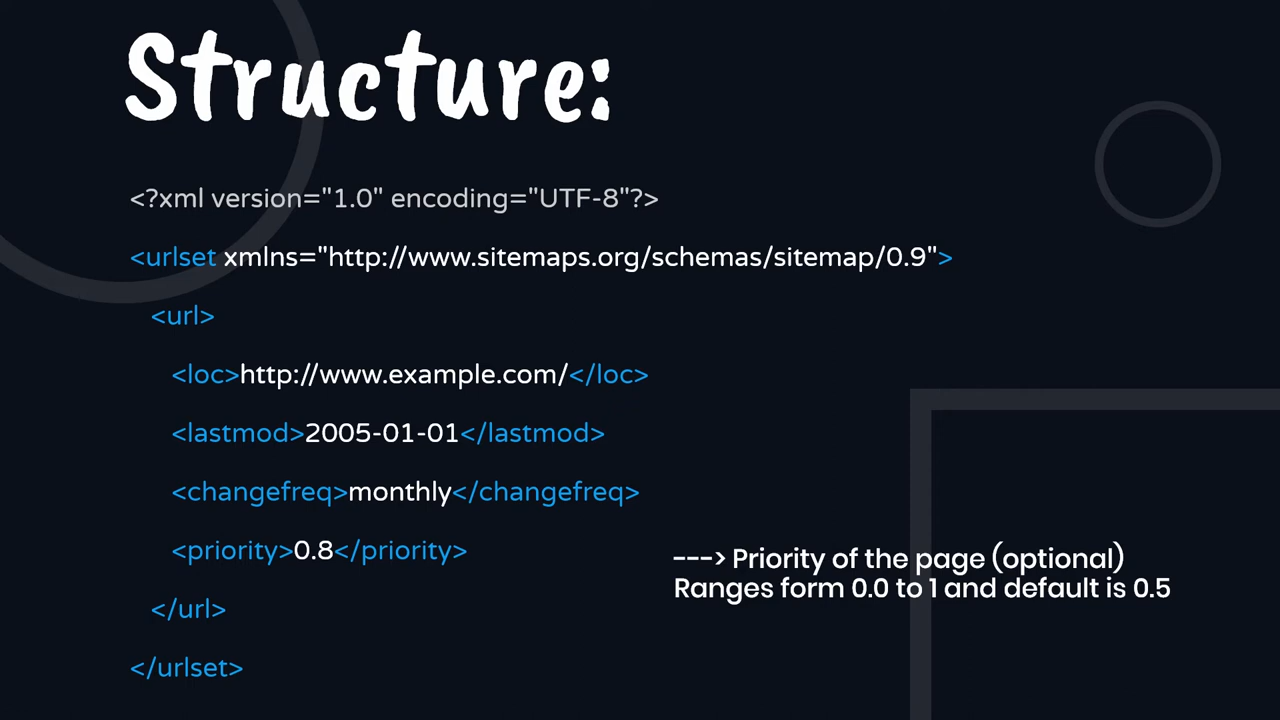 Structure:
<?xml version="1.0" encoding="UTF-8"?>
<urlset xmlns="http://www.sitemaps.org/schemas/sitemap/0.9">
<url>
<loc>http://www.example.com/</loc>
<lastmod>2005-01-01</lastmod>
<changefreq>monthly</changefreq>
<priority>0.8</priority>
---> Priority of the page (optional)
Ranges form 0.0 to 1 and default is 0.5
</url>
</urlset>